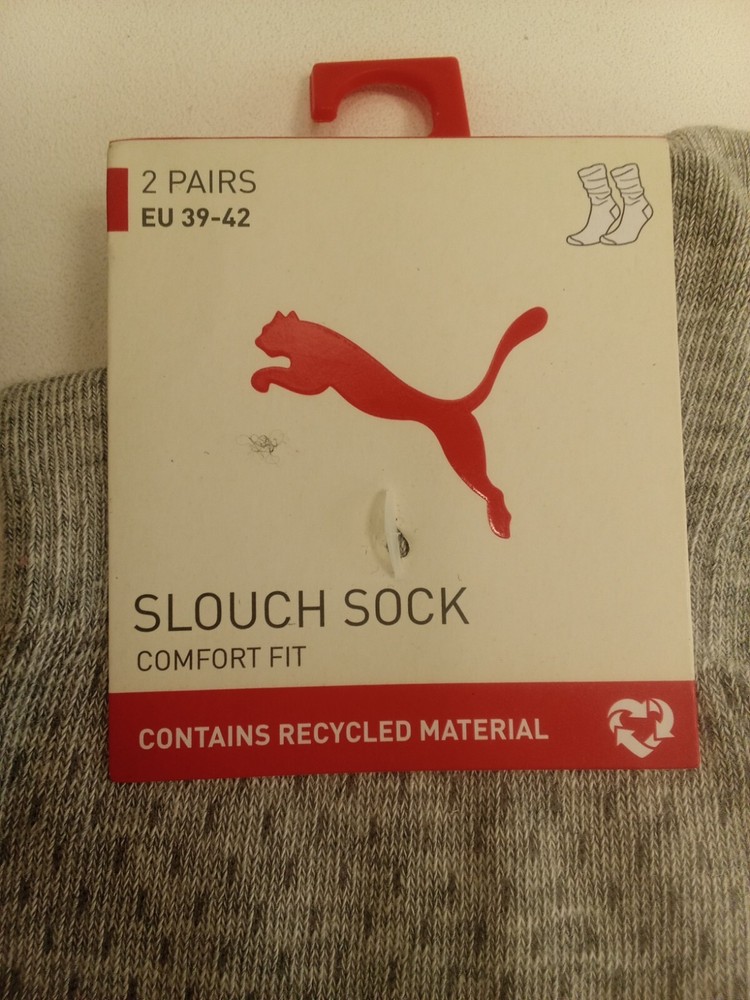 2 PAIRS
EU 39-42
SLOUCH SOCK
COMFORT FIT
CONTAINS RECYCLED MATERIAL